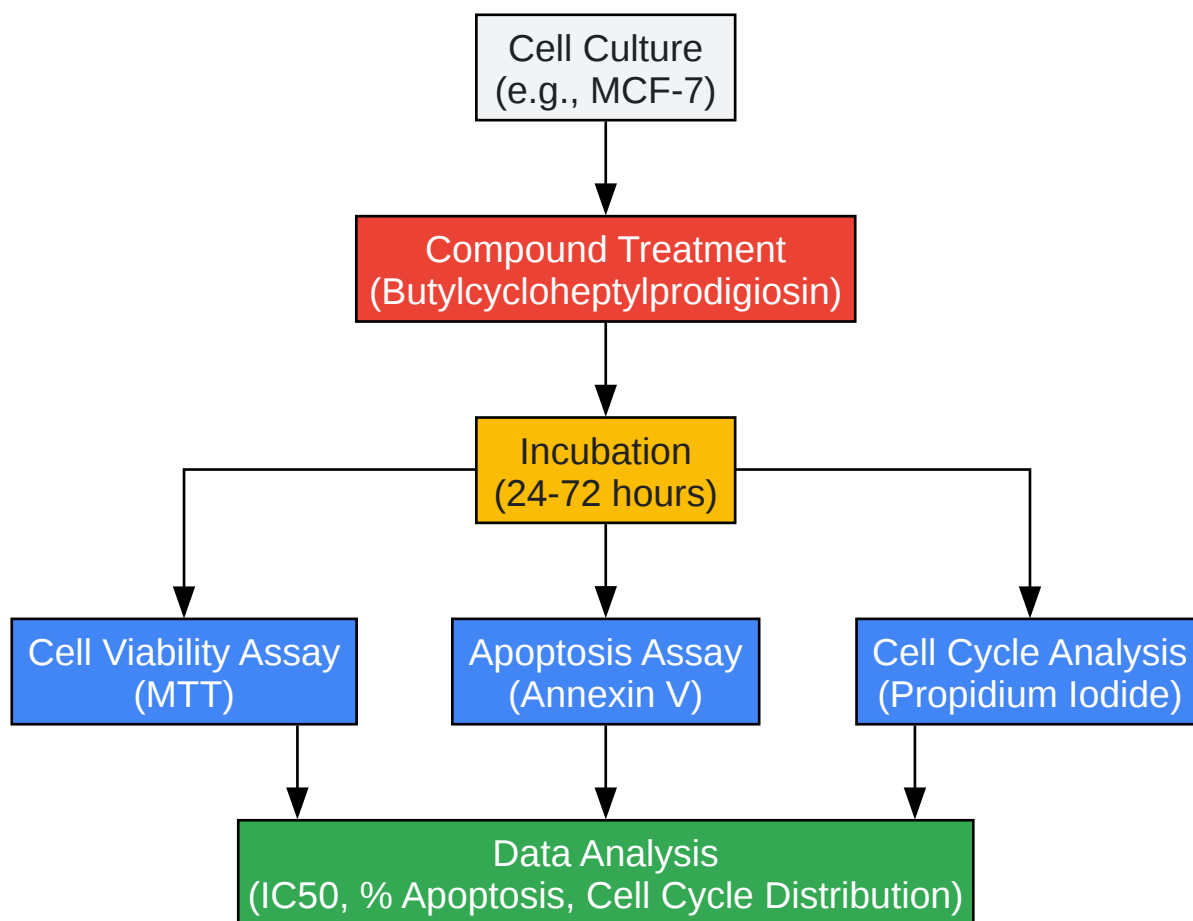 Cell Culture
(e.g., MCF-7)
Compound Treatment
(Butylcycloheptylprodigiosin)
Incubation
(24-72 hours)
Cell Viability Assay
(MTT)
Apoptosis Assay
(Annexin V)
Cell Cycle Analysis
(Propidium Iodide)
Data Analysis
(IC50, % Apoptosis, Cell Cycle Distribution)